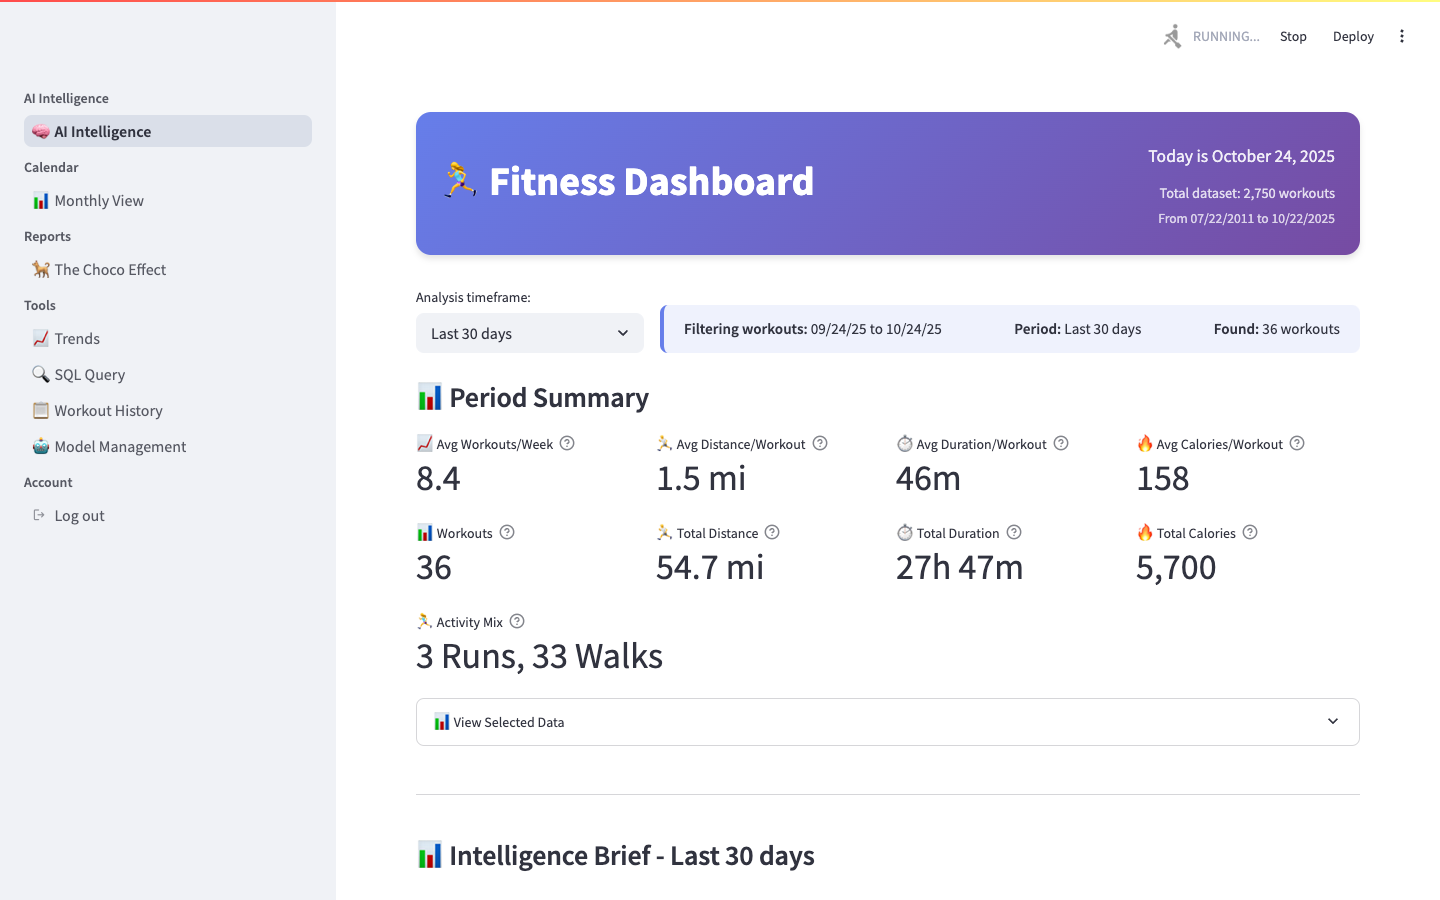 RUNNING...
Stop
Deploy
AI Intelligence
AI Intelligence
Calendar
Monthly View
Reports
The Choco Effect
Tools
Trends
SQL Query
Workout History
Model Management
Account
Log out
Fitness Dashboard
Today is October 24, 2025
Total dataset: 2,750 workouts
From 07/22/2011 to 10/22/2025
Analysis timeframe:
Last 30 days
Filtering workouts: 09/24/25 to 10/24/25
Period: Last 30 days
Found: 36 workouts
Period Summary
Avg Workouts/Week
8.4
Avg Distance/Workout
1.5 mi
Avg Duration/Workout
46m
Avg Calories/Workout
158
Workouts
36
Total Distance
54.7 mi
Total Duration
27h 47m
Total Calories
5,700
Activity Mix
3 Runs, 33 Walks
View Selected Data
Intelligence Brief - Last 30 days